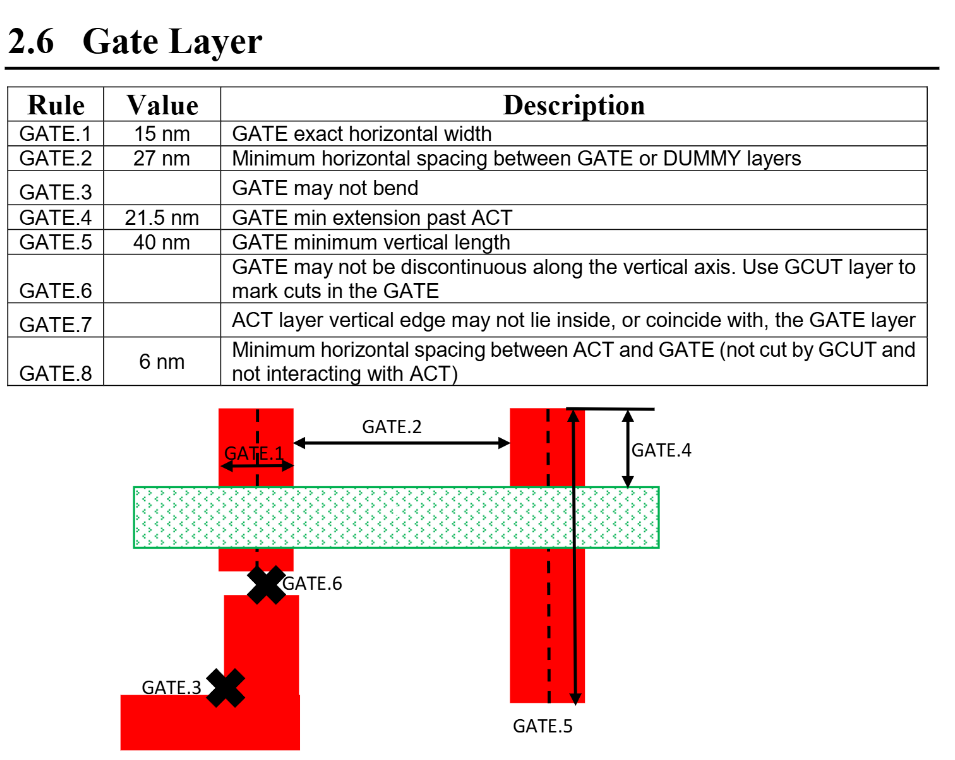 2.6 Gate Layer
Rule Value Description
GATE.1 15 nm GATE exact horizontal width
GATE.2 27 nm Minimum horizontal spacing between GATE or DUMMY layers
GATE.3 GATE may not bend
GATE.4 21.5 nm GATE min extension past ACT
GATE.5 40 nm GATE minimum vertical length
GATE may not be discontinuous along the vertical axis. Use GCUT layer to
GATE.6 mark cuts in the GATE
GATE.7 ACT layer vertical edge may not lie inside, or coincide with, the GATE layer
Minimum horizontal spacing between ACT and GATE (not cut by GCUT and
GATE.8 6 nm not interacting with ACT)
GATE.2
GATE.1
GATE.4
GATE.6
GATE.3
GATE.5